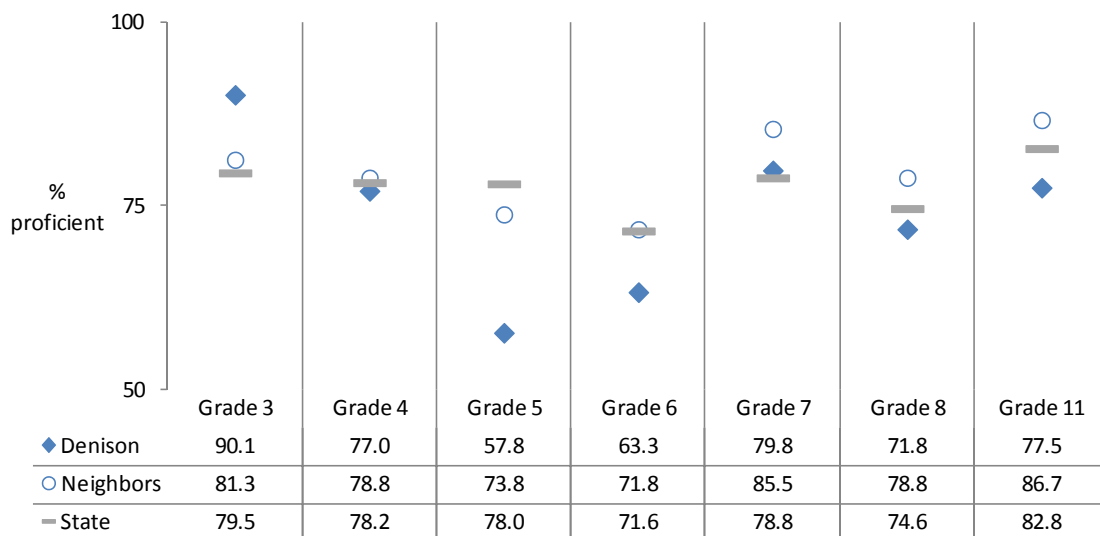 100
75
%
proficient
50
Grade 3 Grade 4 Grade 5 Grade 6 Grade 7 Grade 8 Grade 11
Denison 90.1 77.0 57.8 63.3 79.8 71.8 77.5
Neighbors 81.3 78.8 73.8 71.8 85.5 78.8 86.7
State 79.5 78.2 78.0 71.6 78.8 74.6 82.8